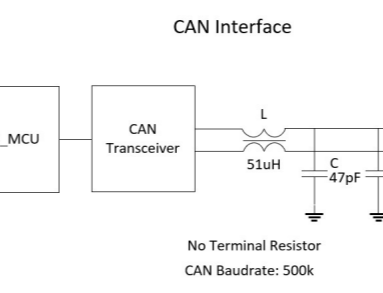 CAN Interface
_MCU
CAN
Transceiver
L
51uH
C
47pF
No Terminal Resistor
CAN Baudrate: 500k